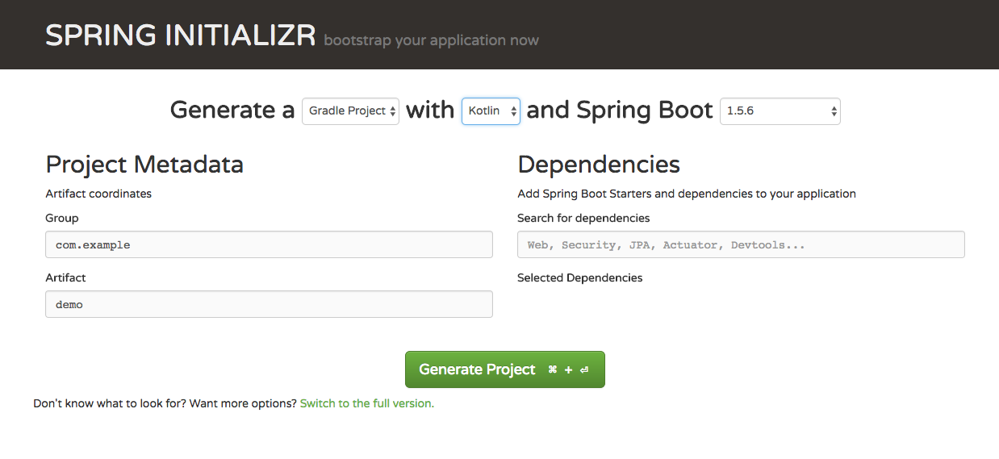 SPRING INITIALIZR bootstrap your application now
Generate a Gradle Project with Kotlin and Spring Boot 1.5.6
Project Metadata
Artifact coordinates
Group
com.example
Artifact
demo
Dependencies
Add Spring Boot Starters and dependencies to your application
Search for dependencies
Web, Security, JPA, Actuator, Devtools...
Selected Dependencies
Generate Project ⌘ + ⏎
Don't know what to look for? Want more options? Switch to the full version.